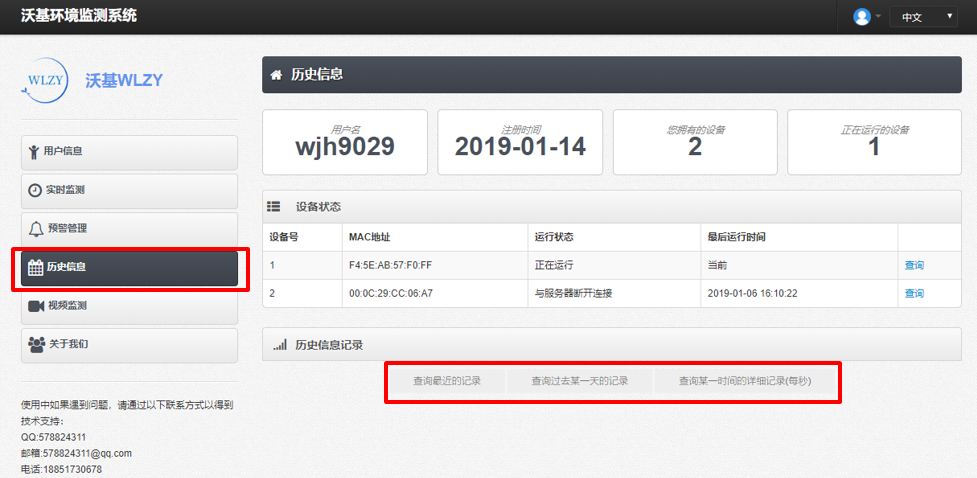 沃基环境监测系统
中文
WLZY
沃基WLZY
用户信息
实时监测
预警管理
历史信息
视频监测
关于我们
使用中如果遇到问题，请通过以下联系方式以得到
技术支持：
QQ:578824311
邮箱:578824311@qq.com
电话:18851730678
历史信息
用户名
wjh9029
注册时间
2019-01-14
您拥有的设备
2
正在运行的设备
1
设备状态
设备号 MAC地址 运行状态 最后运行时间
1 F4:5E:AB:57:F0:FF 正在运行 当前 查询
2 00:0C:29:CC:06:A7 与服务器断开连接 2019-01-06 16:10:22 查询
历史信息记录
查询最近的记录 查询过去某一天的记录 查询某一时间的详细记录(每秒)